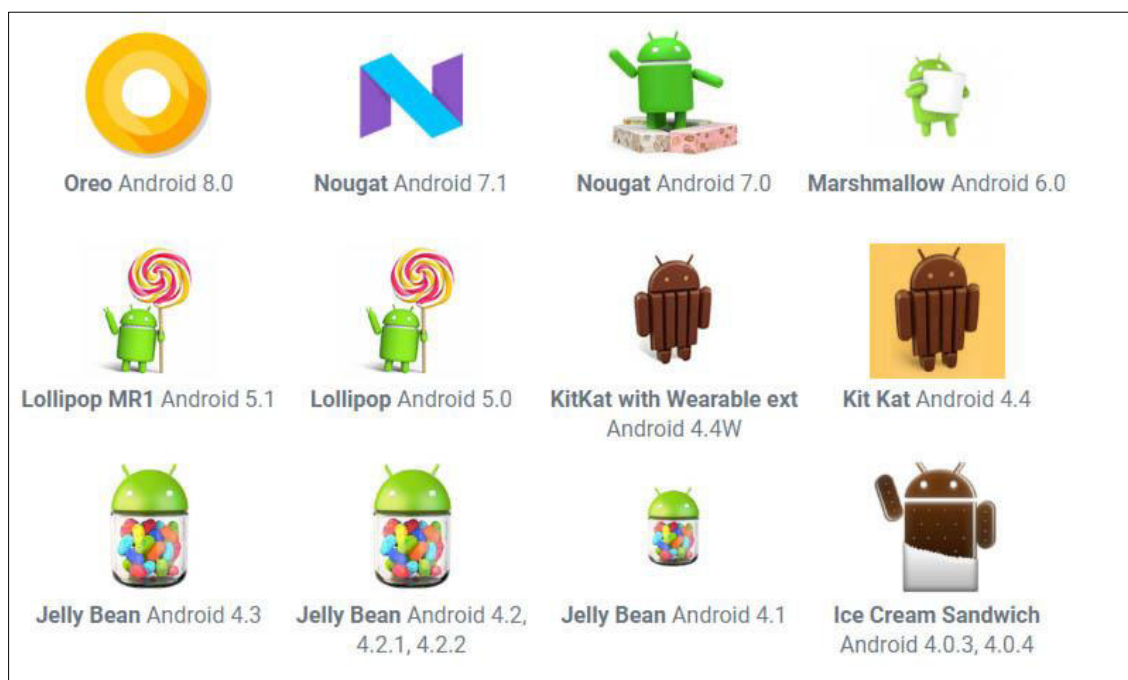 Oreo Android 8.0
Nougat Android 7.1
Nougat Android 7.0
Marshmallow Android 6.0
Lollipop MR1 Android 5.1
Lollipop Android 5.0
KitKat with Wearable ext
Android 4.4W
Kit Kat Android 4.4
Jelly Bean Android 4.3
Jelly Bean Android 4.2,
4.2.1, 4.2.2
Jelly Bean Android 4.1
Ice Cream Sandwich
Android 4.0.3, 4.0.4